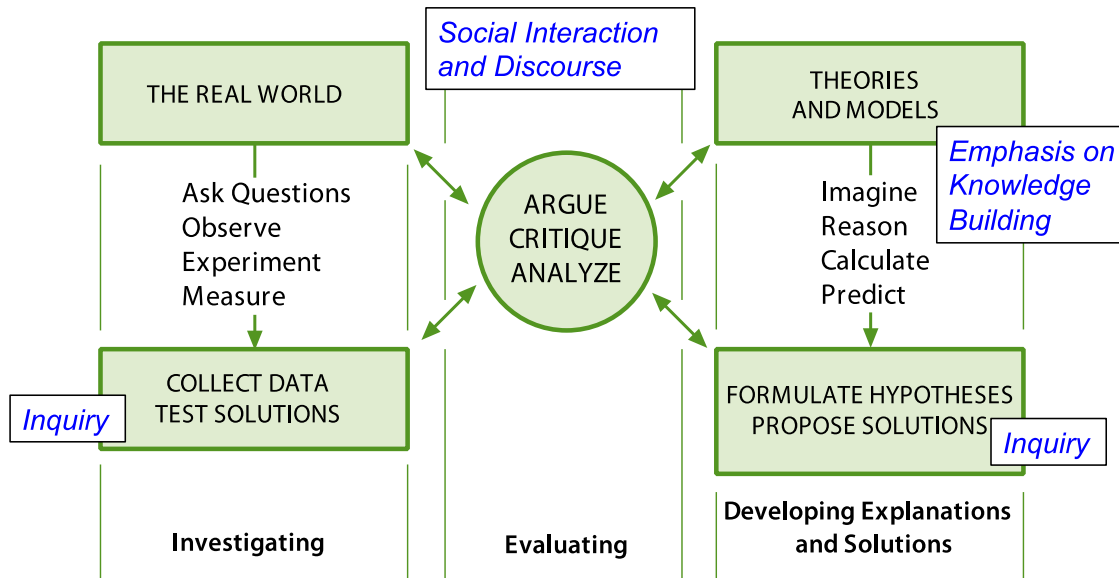 Social Interaction
and Discourse
THE REAL WORLD
THEORIES
AND MODELS
Emphasis on
Knowledge
Building
Ask Questions
Observe
Experiment
Measure
ARGUE
CRITIQUE
ANALYZE
Imagine
Reason
Calculate
Predict
COLLECT DATA
TEST SOLUTIONS
Inquiry
FORMULATE HYPOTHESES
PROPOSE SOLUTIONS
Inquiry
Investigating
Evaluating
Developing Explanations
and Solutions